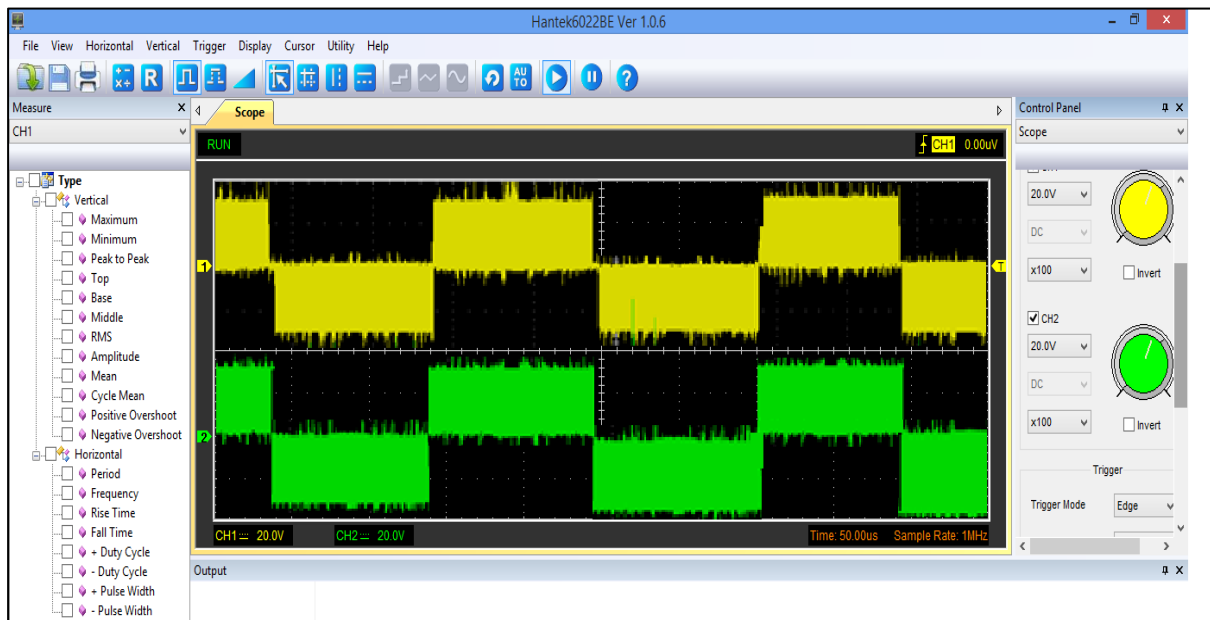 Hantek6022BE Ver 1.0.6
File View Horizontal Vertical Trigger Display Cursor Utility Help
R
AU
TO
?
Measure
CH1
Type
Vertical
Maximum
Minimum
Peak to Peak
Top
Base
Middle
RMS
Amplitude
Mean
Cycle Mean
Positive Overshoot
Negative Overshoot
Horizontal
Period
Frequency
Rise Time
Fall Time
+ Duty Cycle
- Duty Cycle
+ Pulse Width
- Pulse Width
Scope
RUN
CH1 0.00uV
1
T
2
CH1 20.0V CH2 20.0V Time: 50.00us Sample Rate: 1MHz
Output
Control Panel
Scope
20.0V
DC
x100 Invert
CH2
20.0V
DC
x100 Invert
Trigger
Trigger Mode Edge